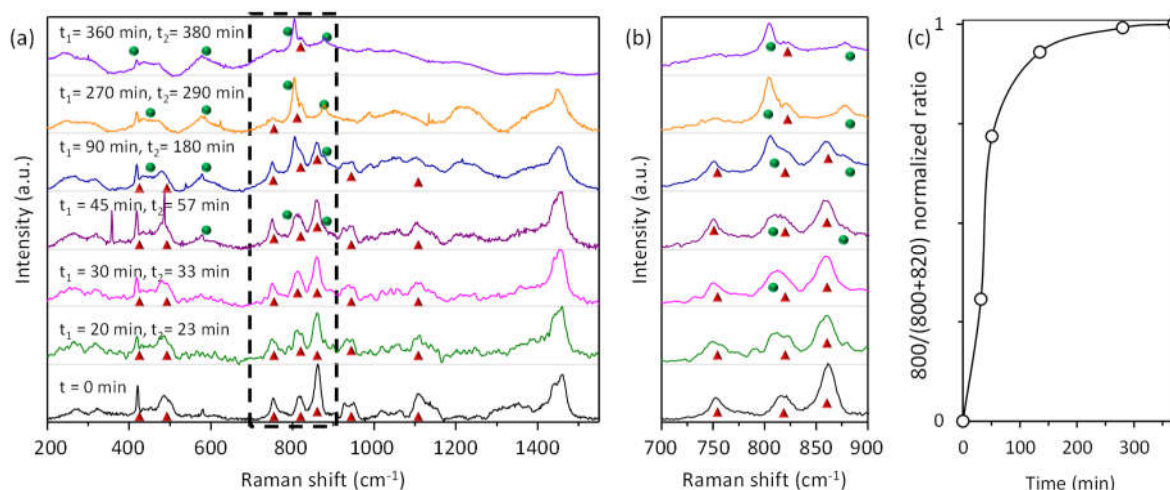 (a)
t1= 360 min, t2= 380 min
t1= 270 min, t2= 290 min
t1= 90 min, t2= 180 min
t1= 45 min, t2= 57 min
t1= 30 min, t2= 33 min
t1= 20 min, t2= 23 min
t = 0 min
Intensity (a.u.)
200 400 600 800 1000 1200 1400
Raman shift (cm-1)
(b)
Intensity (a.u.)
700 750 800 850 900
Raman shift (cm-1)
(c)
1
0
800/(800+820) normalized ratio
0 100 200 300
Time (min)